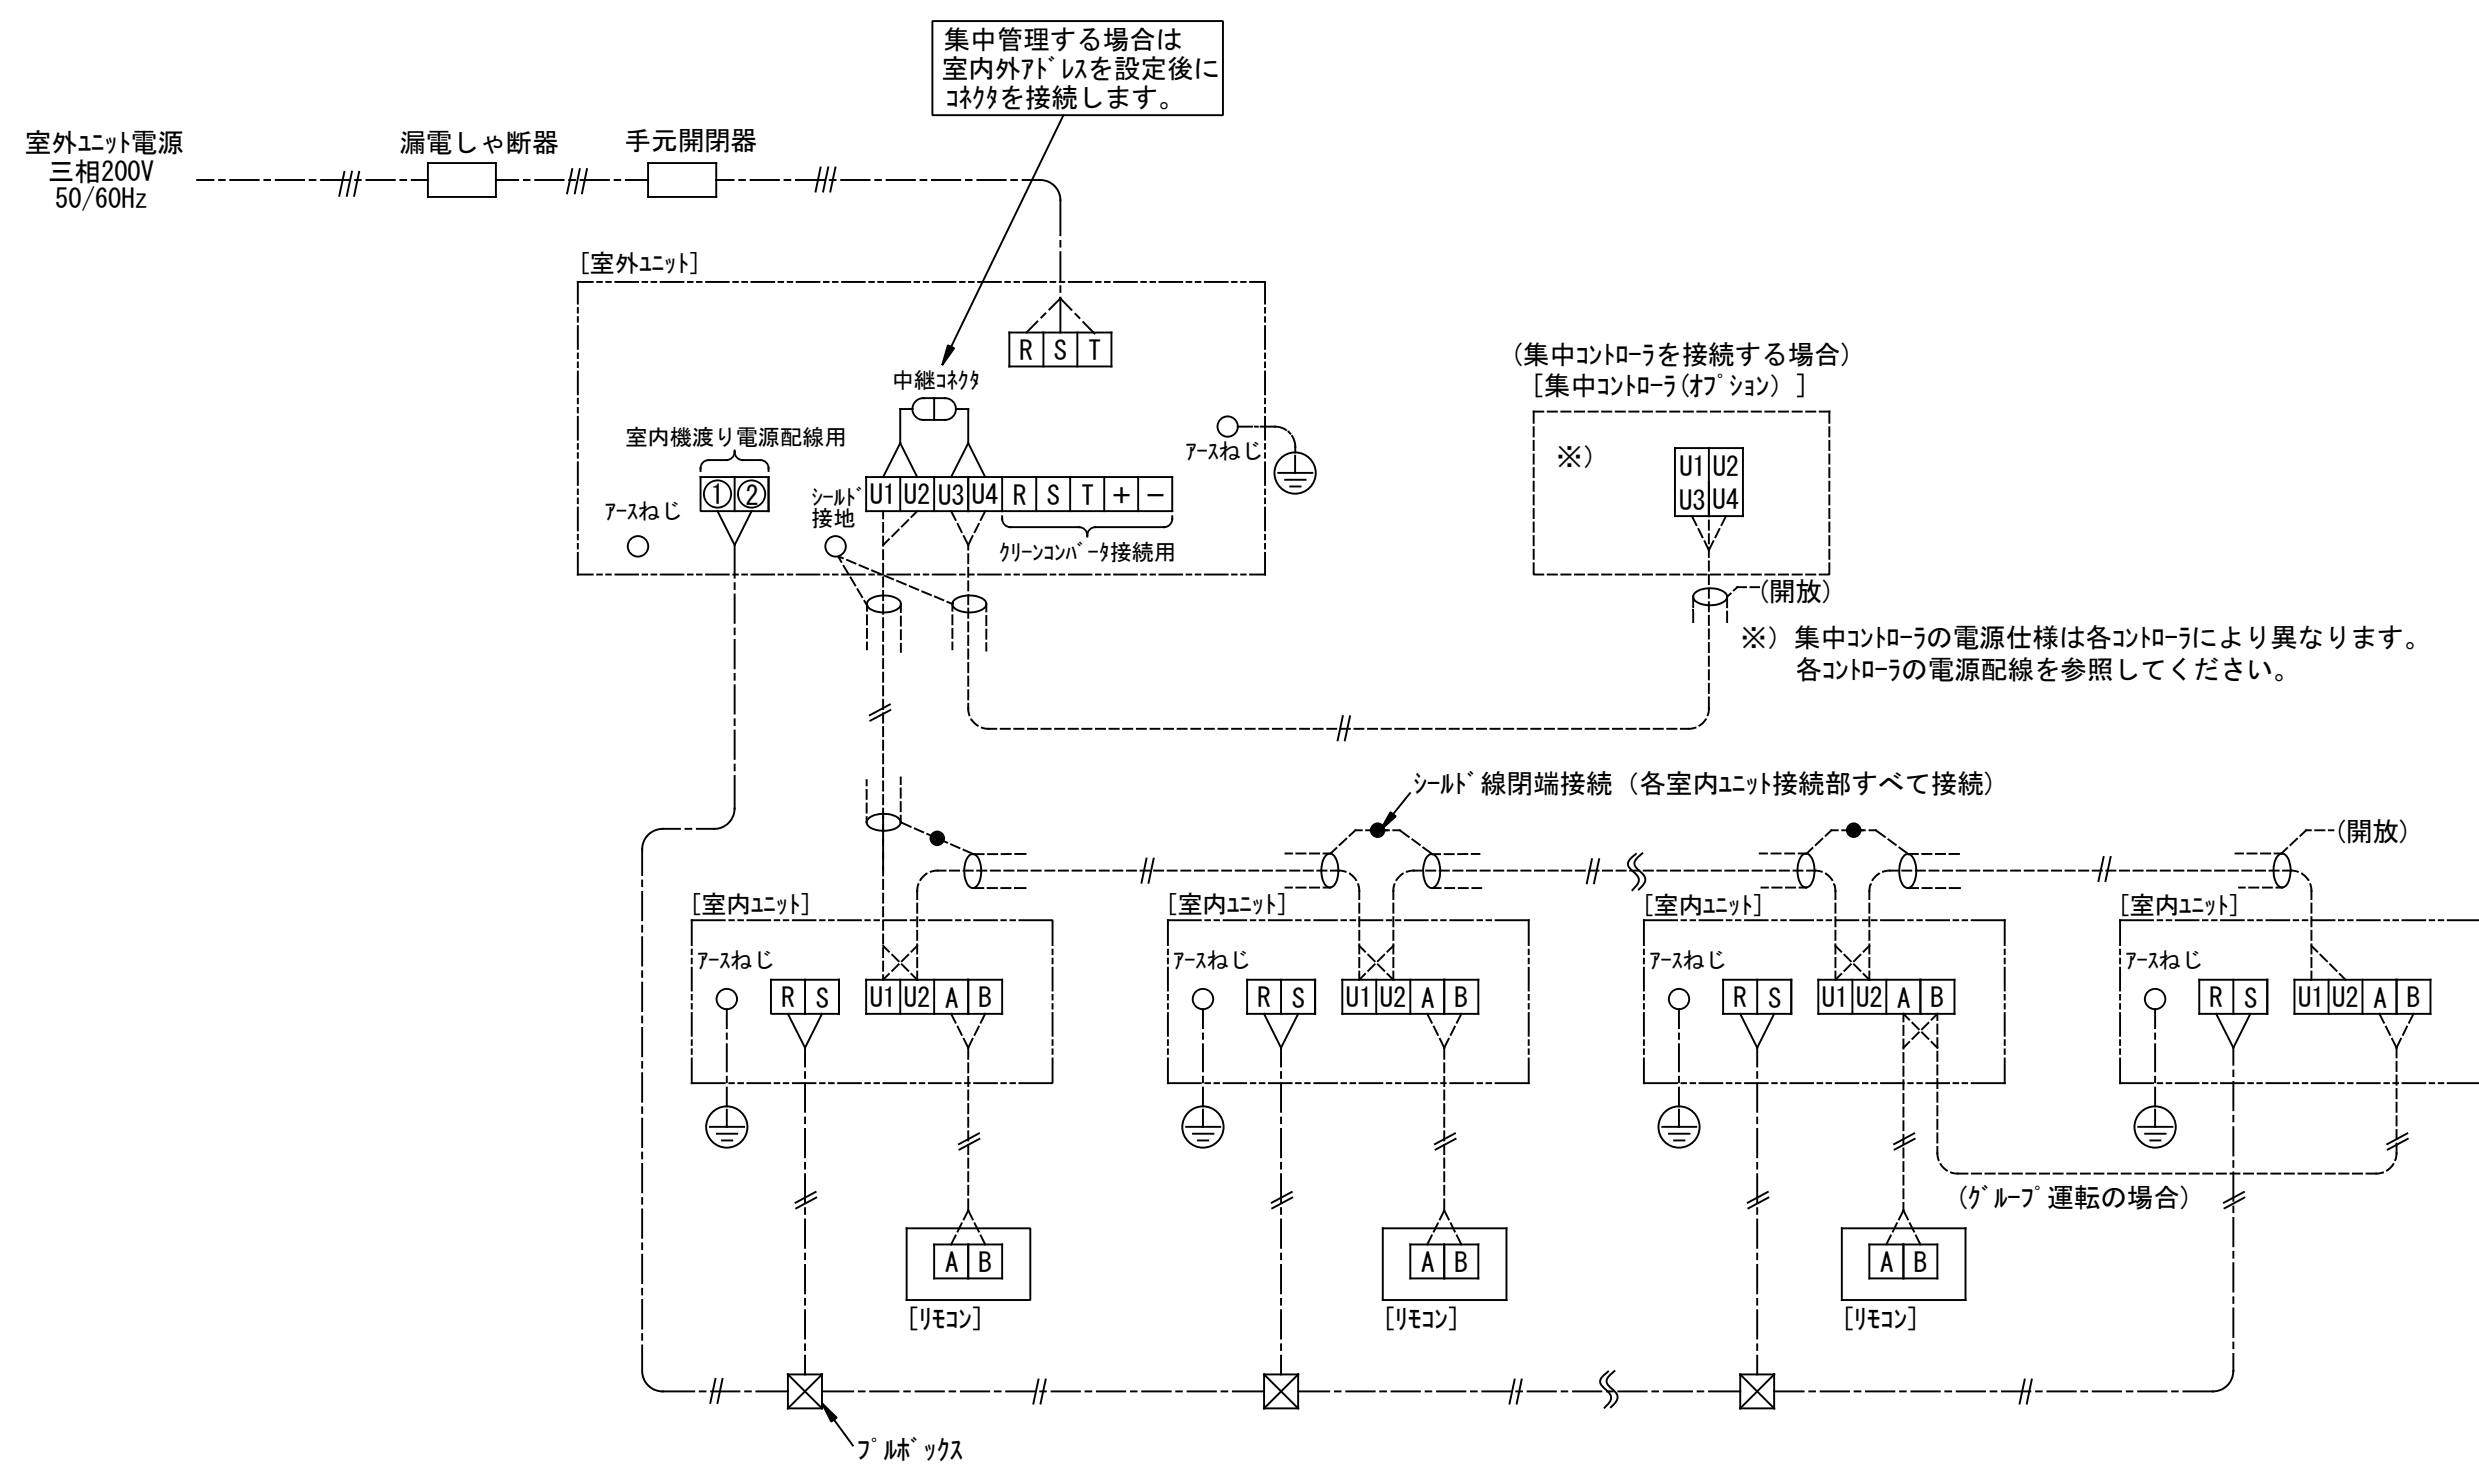 集中管理する場合は
室内外ｱﾄﾞﾚｽを設定後に
ｺﾈｸﾀを接続します。
室外ﾕﾆｯﾄ電源
三相200V
50/60Hz
漏電しゃ断器
手元開閉器
[室外ﾕﾆｯﾄ]
R S T
中継ｺﾈｸﾀ
室内機渡り電源配線用
① ②
ｱｰｽねじ
ｼｰﾙﾄﾞ
接地
U1 U2 U3 U4 R S T + −
ｸﾘｰﾝｺﾝﾊﾞｰﾀ接続用
ｱｰｽねじ
(集中ｺﾝﾄﾛｰﾗを接続する場合)
[集中ｺﾝﾄﾛｰﾗ(ｵﾌﾟｼｮﾝ) ]
※)
U1 U2
U3 U4
(開放)
※) 集中ｺﾝﾄﾛｰﾗの電源仕様は各ｺﾝﾄﾛｰﾗにより異なります。
各ｺﾝﾄﾛｰﾗの電源配線を参照してください。
ｼｰﾙﾄﾞ線閉端接続 (各室内ﾕﾆｯﾄ接続部すべて接続)
(開放)
[室内ﾕﾆｯﾄ]
ｱｰｽねじ
R S
U1 U2 A B
A B
[ﾘﾓｺﾝ]
[室内ﾕﾆｯﾄ]
ｱｰｽねじ
R S
U1 U2 A B
A B
[ﾘﾓｺﾝ]
[室内ﾕﾆｯﾄ]
ｱｰｽねじ
R S
U1 U2 A B
A B
[ﾘﾓｺﾝ]
[室内ﾕﾆｯﾄ]
ｱｰｽねじ
R S
U1 U2 A B
(ｸﾞﾙｰﾌﾟ運転の場合)
ﾌﾟﾙﾎﾞｯｸｽ